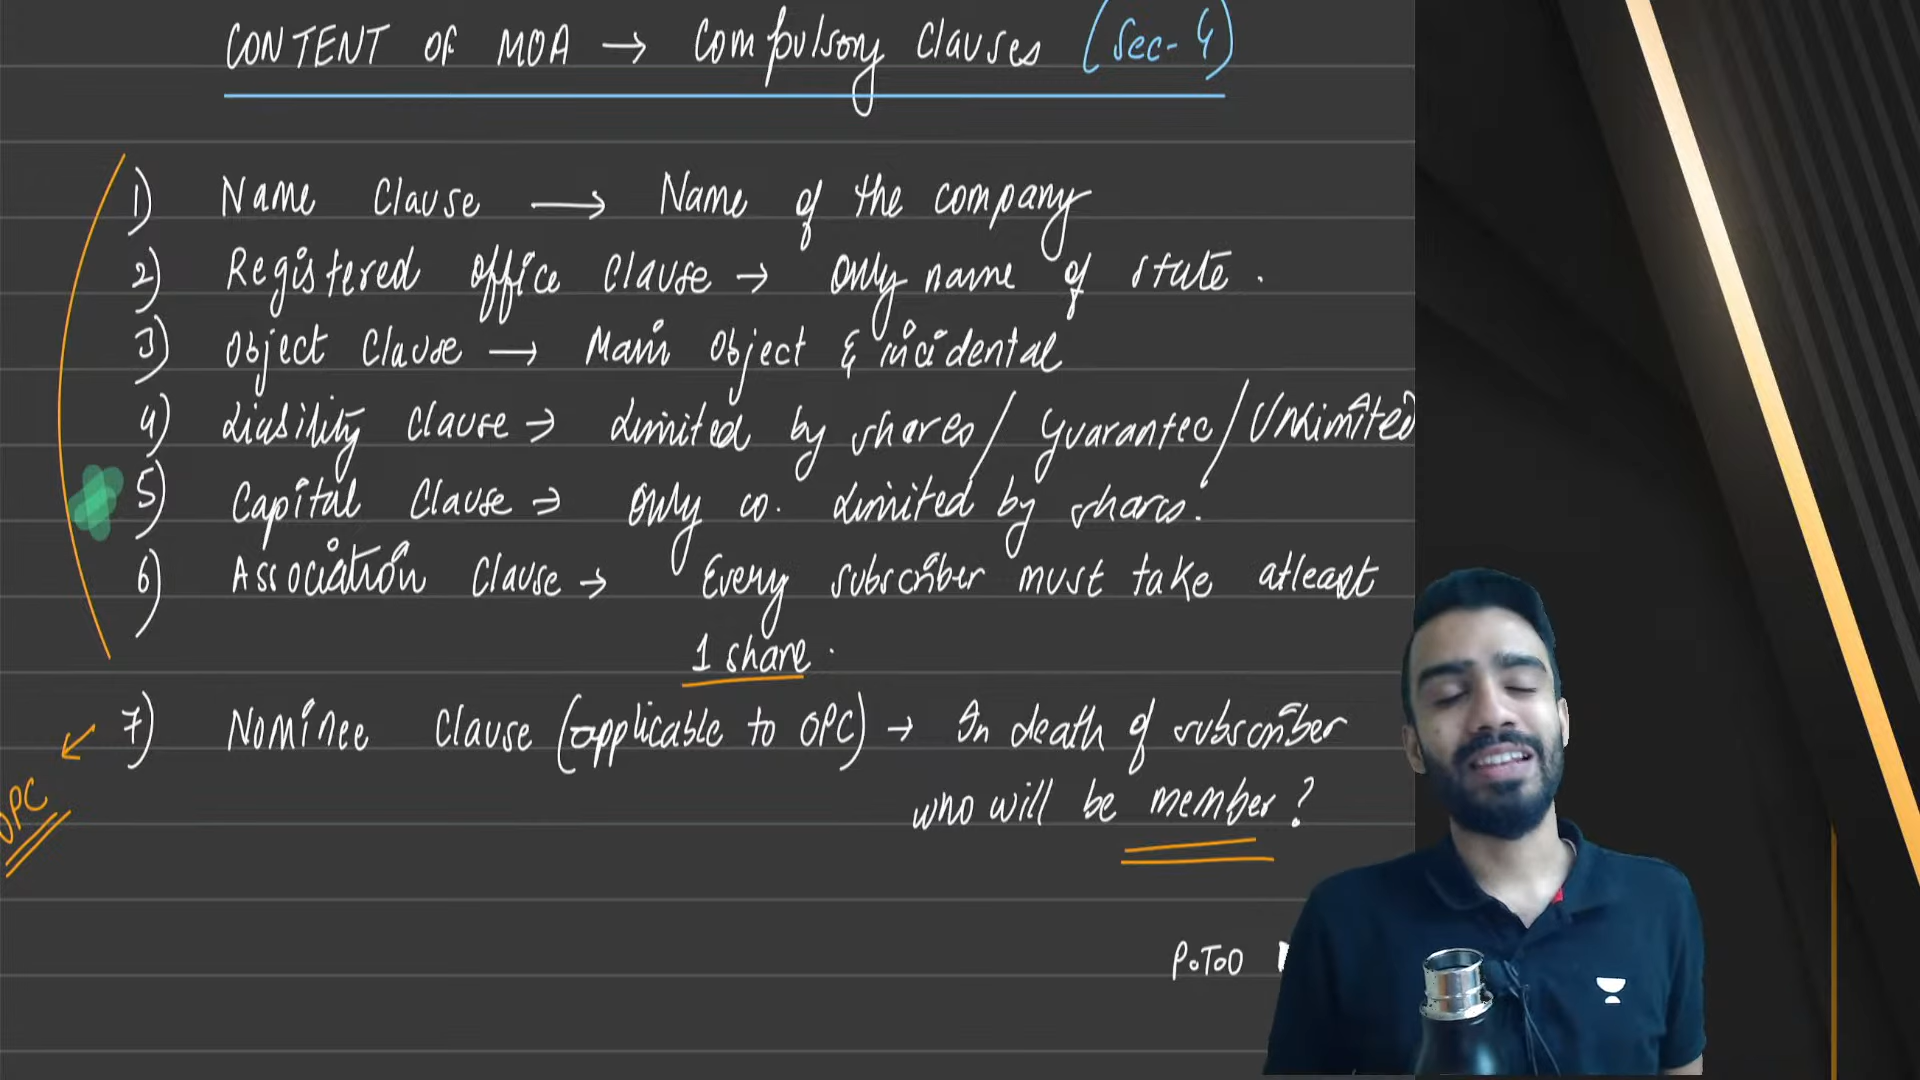 CONTENT OF MOA → Compulsory Clauses (Sec-4)
1) Name Clause → Name of the company
2) Registered office Clause → Only name of state.
3) Object Clause → Main Object & incidental
4) Liability Clause → Limited by shares/ Guarantee/ Unlimited
5) Capital Clause → Only co. Limited by shares.
6) Association Clause → Every subscriber must take atleast
1 share.
7) Nominee Clause (applicable to OPC) → In death of subscriber
who will be member?
OPC
P.T.O